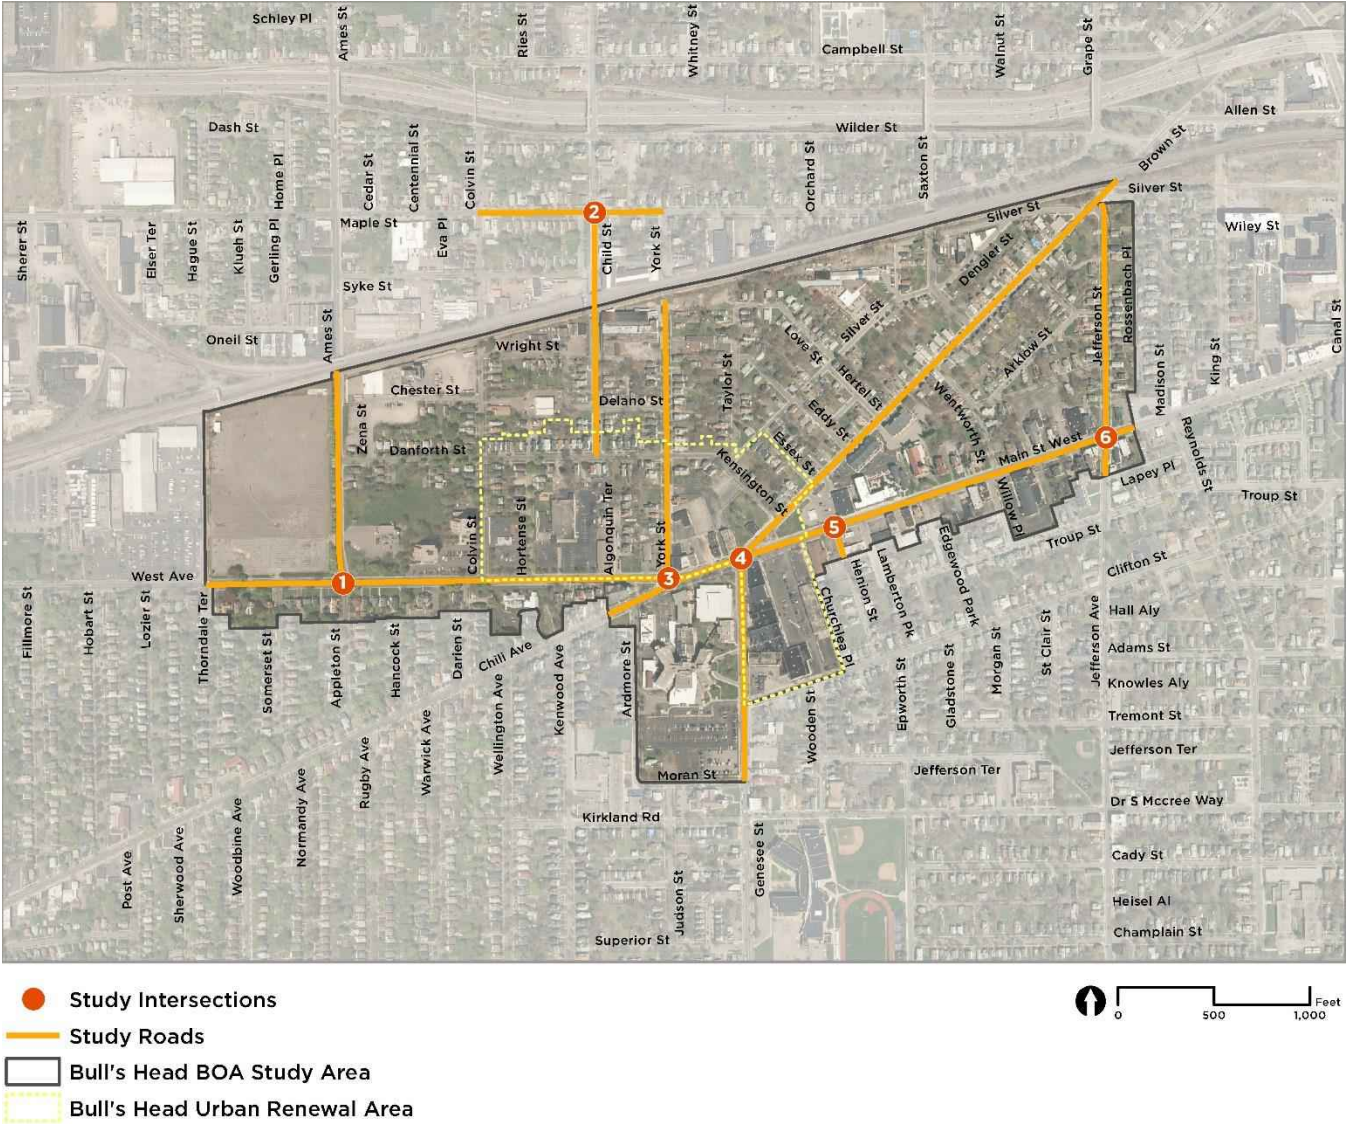 Schley Pl
Ames St
Ries St
Whitney St
Campbell St
Walnut St
Grape St
Dash St
Wilder St
Allen St
Brown St
Home Pl
Cedar St
Centennial St
Colvin St
Orchard St
Saxton St
Silver St
Sherer St
Elser Ter
Hague St
Klueh St
Gerling Pl
Maple St
Eva Pl
2
Child St
York St
Silver St
Wiley St
Syke St
Dengler St
Rossenbach Pl
Oneil St
Ames St
Wright St
Love St
Silver St
Jefferson St
Arklow St
Canal St
King St
Madison St
Chester St
Delano St
Taylor St
Hertel St
Wentworth St
Zena St
Danforth St
Eddy St
Essex St
Kensington St
Main St West
6
Reynolds St
Lapey Pl
Troup St
Colvin St
Hortense St
Algonquin Ter
York St
Willow Pl
Troup St
5
4
3
West Ave
1
Henion St
Lamberton Pk
Edgewood Park
Clifton St
Fillmore St
Hobart St
Lozier St
Thorndale Ter
Somerset St
Appleton St
Hancock St
Darien St
Chili Ave
Kenwood Ave
Ardmore St
Churchlea Pl
St Clair St
Jefferson Ave
Hall Aly
Adams St
Knowles Aly
Tremont St
Jefferson Ter
Wellington Ave
Warwick Ave
Rugby Ave
Normandy Ave
Woodbine Ave
Sherwood Ave
Post Ave
Moran St
Wooden St
Epworth St
Gladstone St
Morgan St
Jefferson Ter
Dr S Mccree Way
Kirkland Rd
Genesee St
Cady St
Judson St
Heisel Al
Superior St
Champlain St
Study Intersections
Study Roads
Bull's Head BOA Study Area
Bull's Head Urban Renewal Area
Feet
0 500 1,000